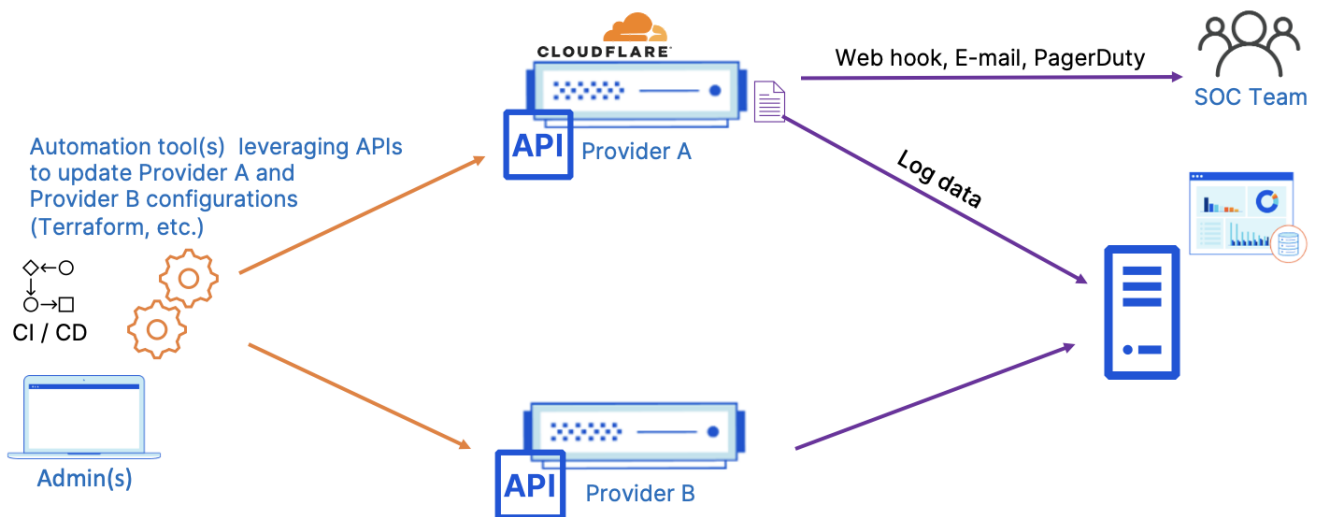 CLOUDFLARE
Web hook, E-mail, PagerDuty
SOC Team
API
Provider A
Automation tool(s) leveraging APIs
to update Provider A and
Provider B configurations
(Terraform, etc.)
Log data
CI / CD
Admin(s)
API
Provider B